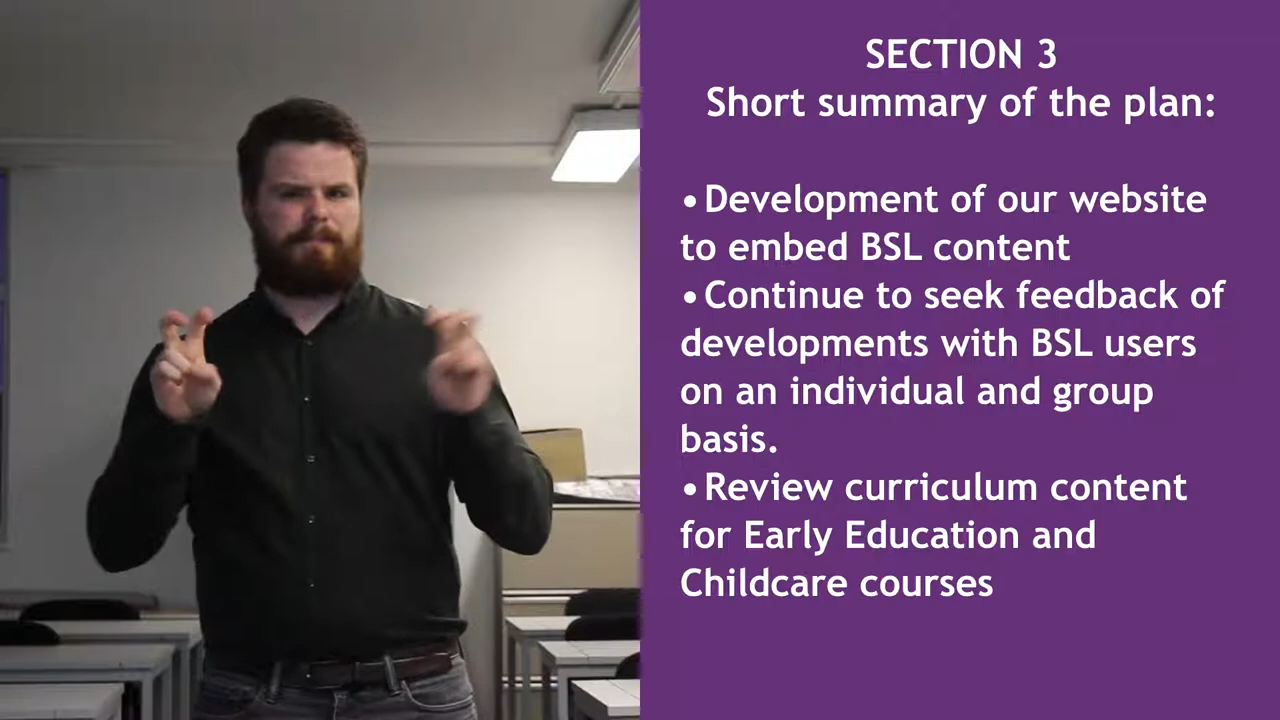 SECTION 3
Short summary of the plan:
•Development of our website
to embed BSL content
•Continue to seek feedback of
developments with BSL users
on an individual and group
basis.
•Review curriculum content
for Early Education and
Childcare courses